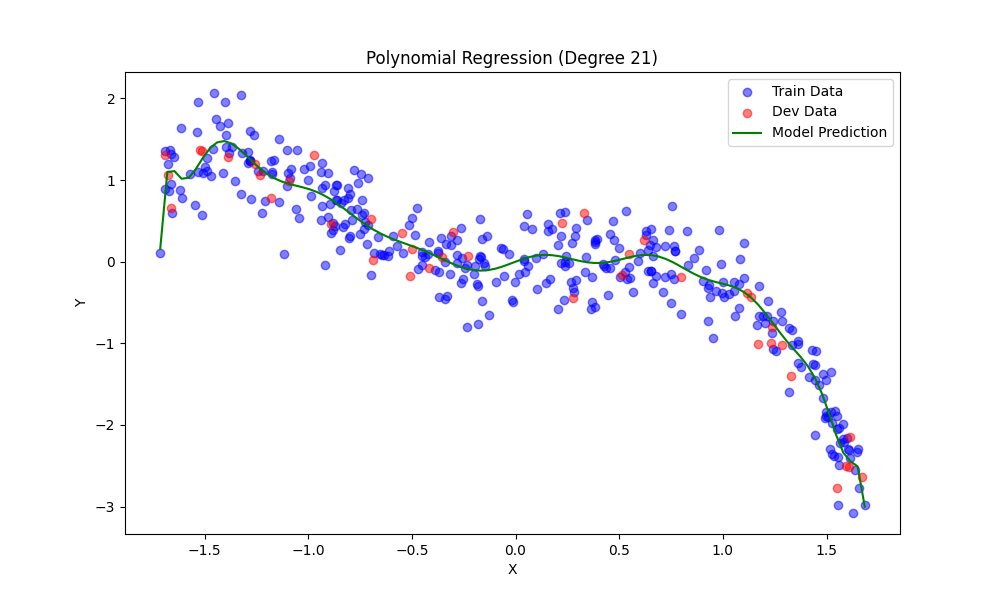 Polynomial Regression (Degree 21)
Train Data
Dev Data
Model Prediction
2
1
0
−1
−2
−3
Y
−1.5 −1.0 −0.5 0.0 0.5 1.0 1.5
X